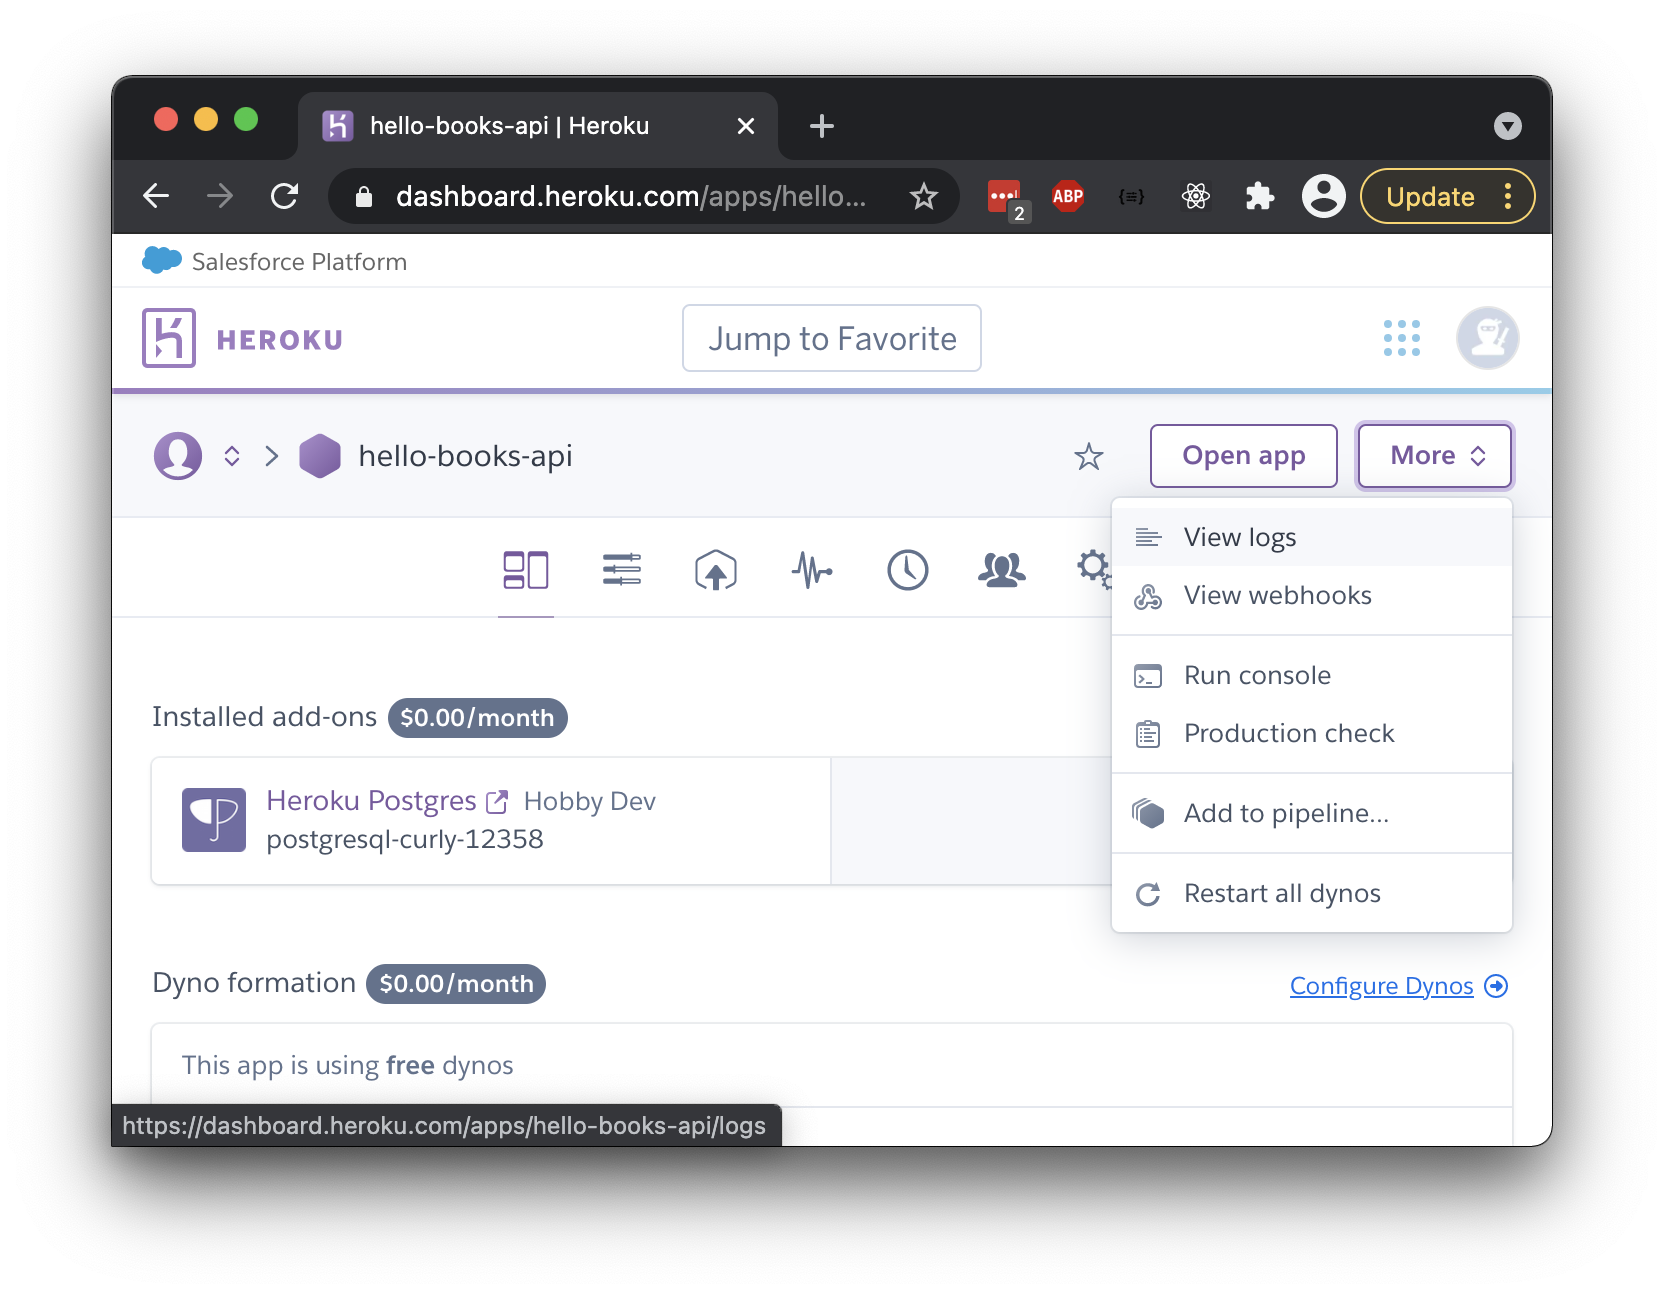 hello-books-api | Heroku
dashboard.heroku.com/apps/hello...
2
ABP
Update
Salesforce Platform
HEROKU
Jump to Favorite
hello-books-api
Open app
More
View logs
View webhooks
Run console
Production check
Add to pipeline...
Restart all dynos
Installed add-ons $0.00/month
Heroku Postgres Hobby Dev
postgresql-curly-12358
Dyno formation $0.00/month
Configure Dynos
This app is using free dynos
https://dashboard.heroku.com/apps/hello-books-api/logs